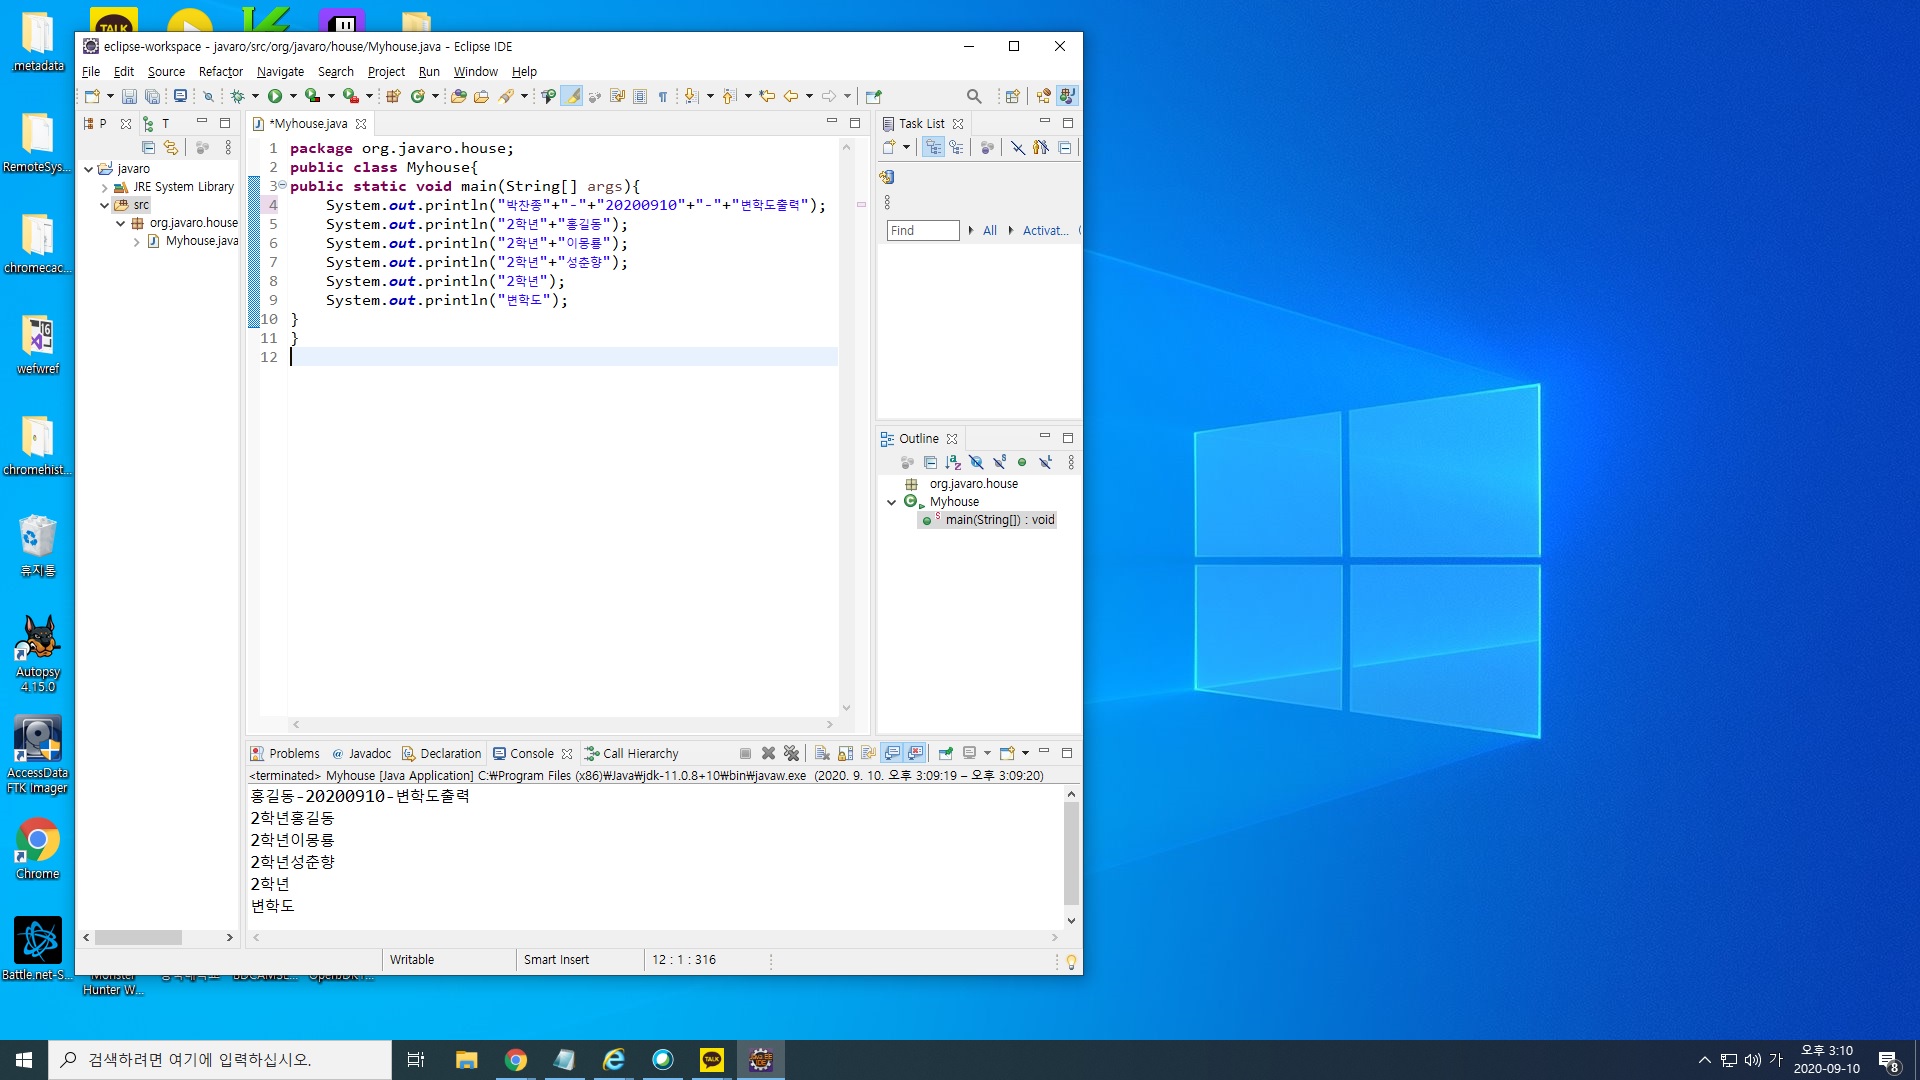 .metadata
RemoteSys...
chromecac...
wefwref
chromehist...
휴지통
Autopsy
4.15.0
AccessData
FTK Imager
Chrome
Battle.net-S...
Hunter W...
TALK
eclipse-workspace - javaro/src/org/javaro/house/Myhouse.java - Eclipse IDE
File Edit Source Refactor Navigate Search Project Run Window Help
P T
javaro
JRE System Library
src
org.javaro.house
Myhouse.java
*Myhouse.java
1 package org.javaro.house;
2 public class Myhouse{
3 public static void main(String[] args){
4 System.out.println("박찬종"+"-"+"20200910"+"-"+"변학도출력");
5 System.out.println("2학년"+"홍길동");
6 System.out.println("2학년"+"이몽룡");
7 System.out.println("2학년"+"성춘향");
8 System.out.println("2학년");
9 System.out.println("변학도");
10 }
11 }
12
Task List
Find All Activat...
Outline
org.javaro.house
Myhouse
main(String[]) : void
Problems Javadoc Declaration Console Call Hierarchy
<terminated> Myhouse [Java Application] C:₩Program Files (x86)₩Java₩jdk-11.0.8+10₩bin₩javaw.exe (2020. 9. 10. 오후 3:09:19 – 오후 3:09:20)
홍길동-20200910-변학도출력
2학년홍길동
2학년이몽룡
2학년성춘향
2학년
변학도
Writable Smart Insert 12 : 1 : 316
검색하려면 여기에 입력하십시오.
TALK
가
오후 3:10
2020-09-10
8